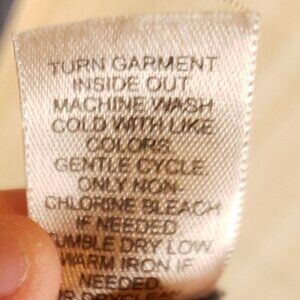 TURN GARMENT
INSIDE OUT
MACHINE WASH
COLD WITH LIKE
COLORS
GENTLE CYCLE
ONLY NON-
CHLORINE BLEACH
IF NEEDED
TUMBLE DRY LOW
WARM IRON IF
NEEDED